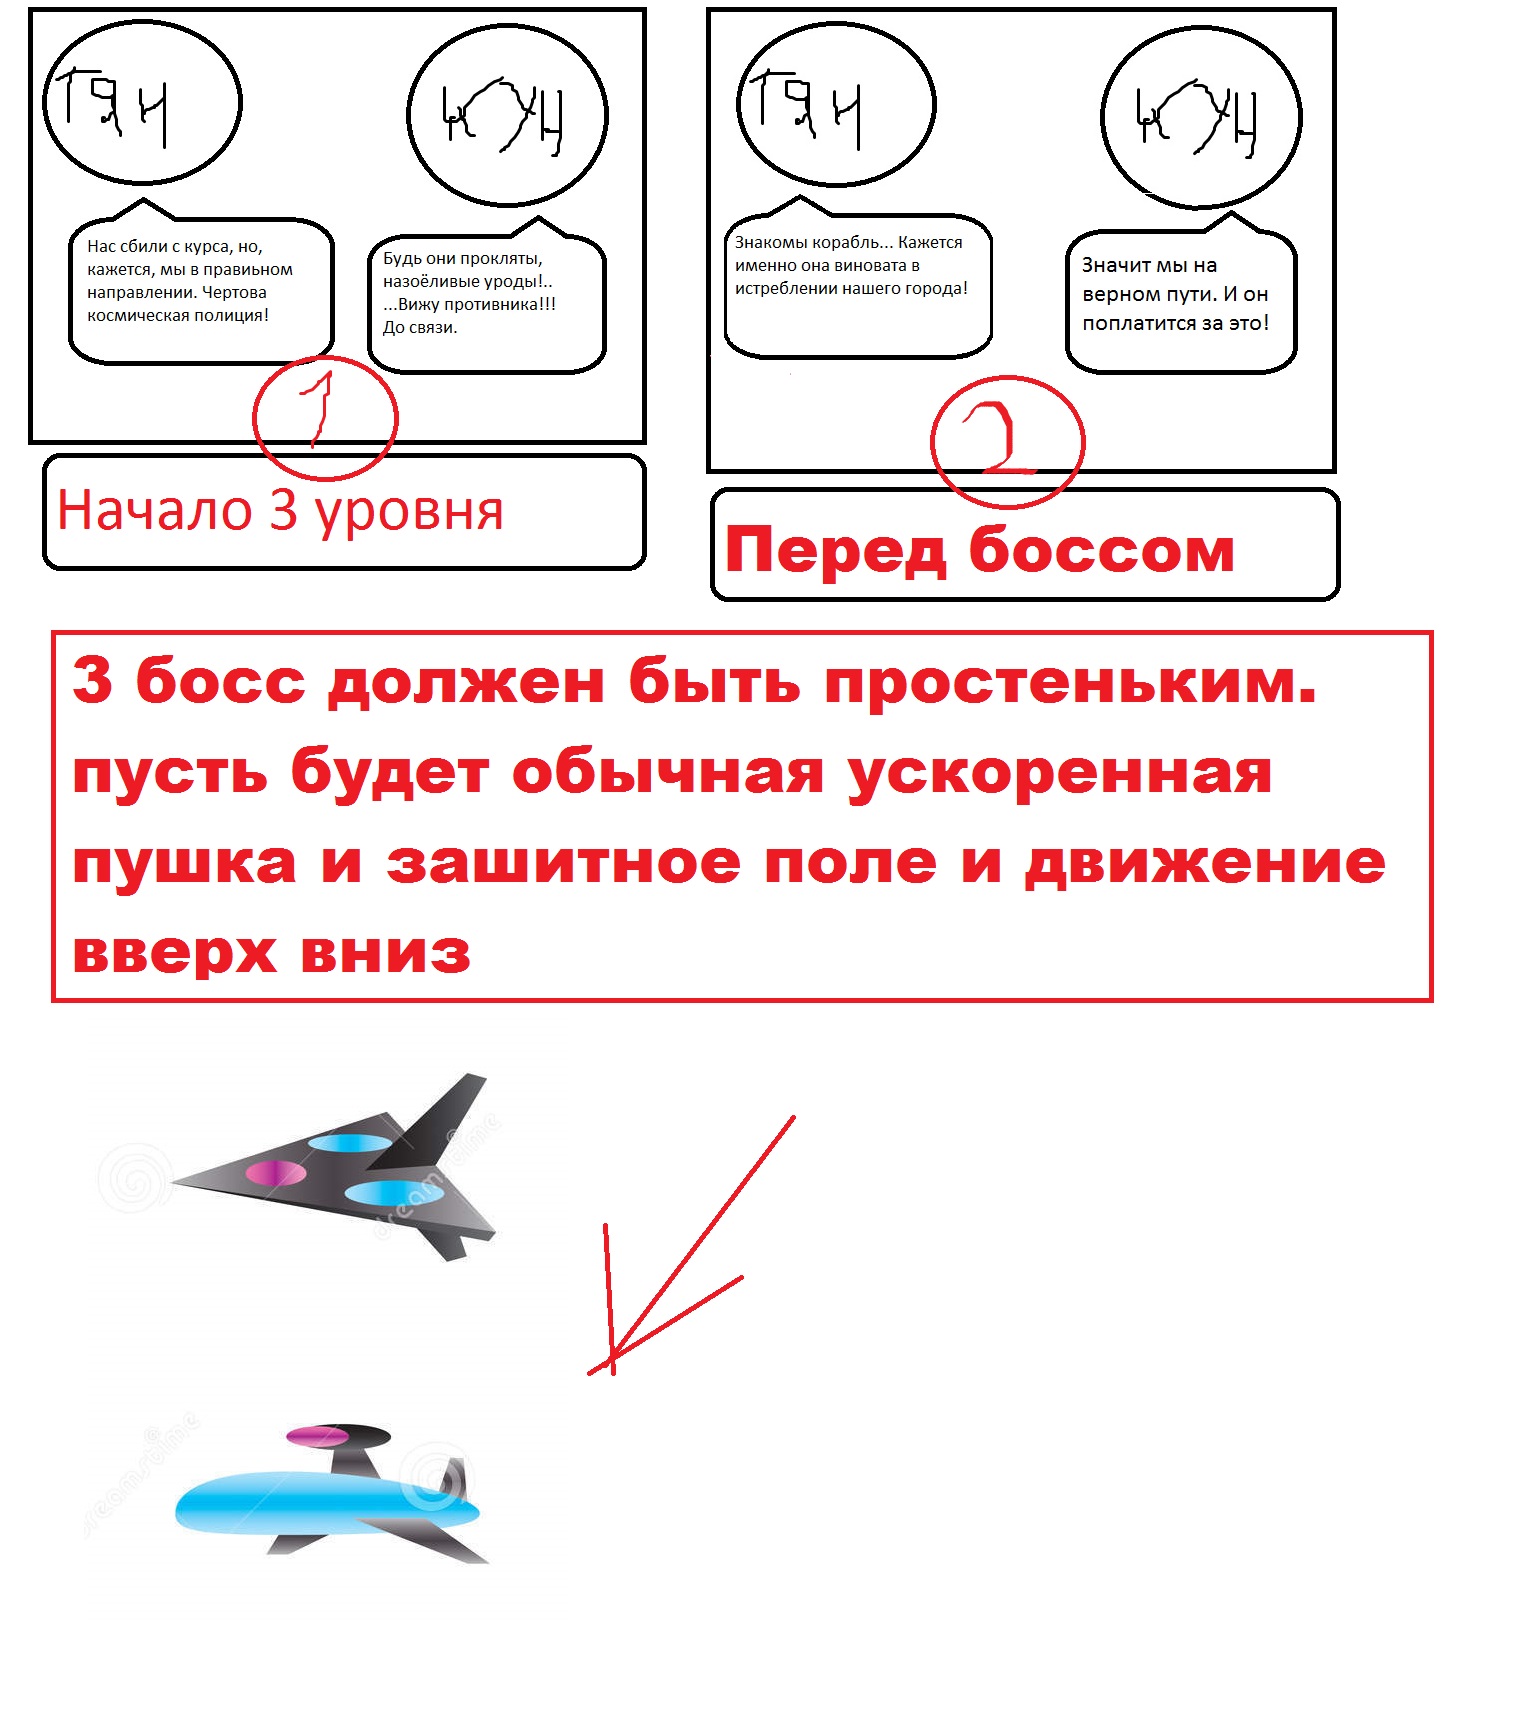 Тян
Кун
Нас сбили с курса, но,
кажется, мы в правиьном
направлении. Чертова
космическая полиция!
Будь они прокляты,
назоёливые уроды!..
...Вижу противника!!!
До связи.
1
Начало 3 уровня
Тян
Кун
Знакомы корабль... Кажется
именно она виновата в
истреблении нашего города!
Значит мы на
верном пути. И он
поплатится за это!
2
Перед боссом
3 босс должен быть простеньким.
пусть будет обычная ускоренная
пушка и зашитное поле и движение
вверх вниз
dreamstime
dreamstime